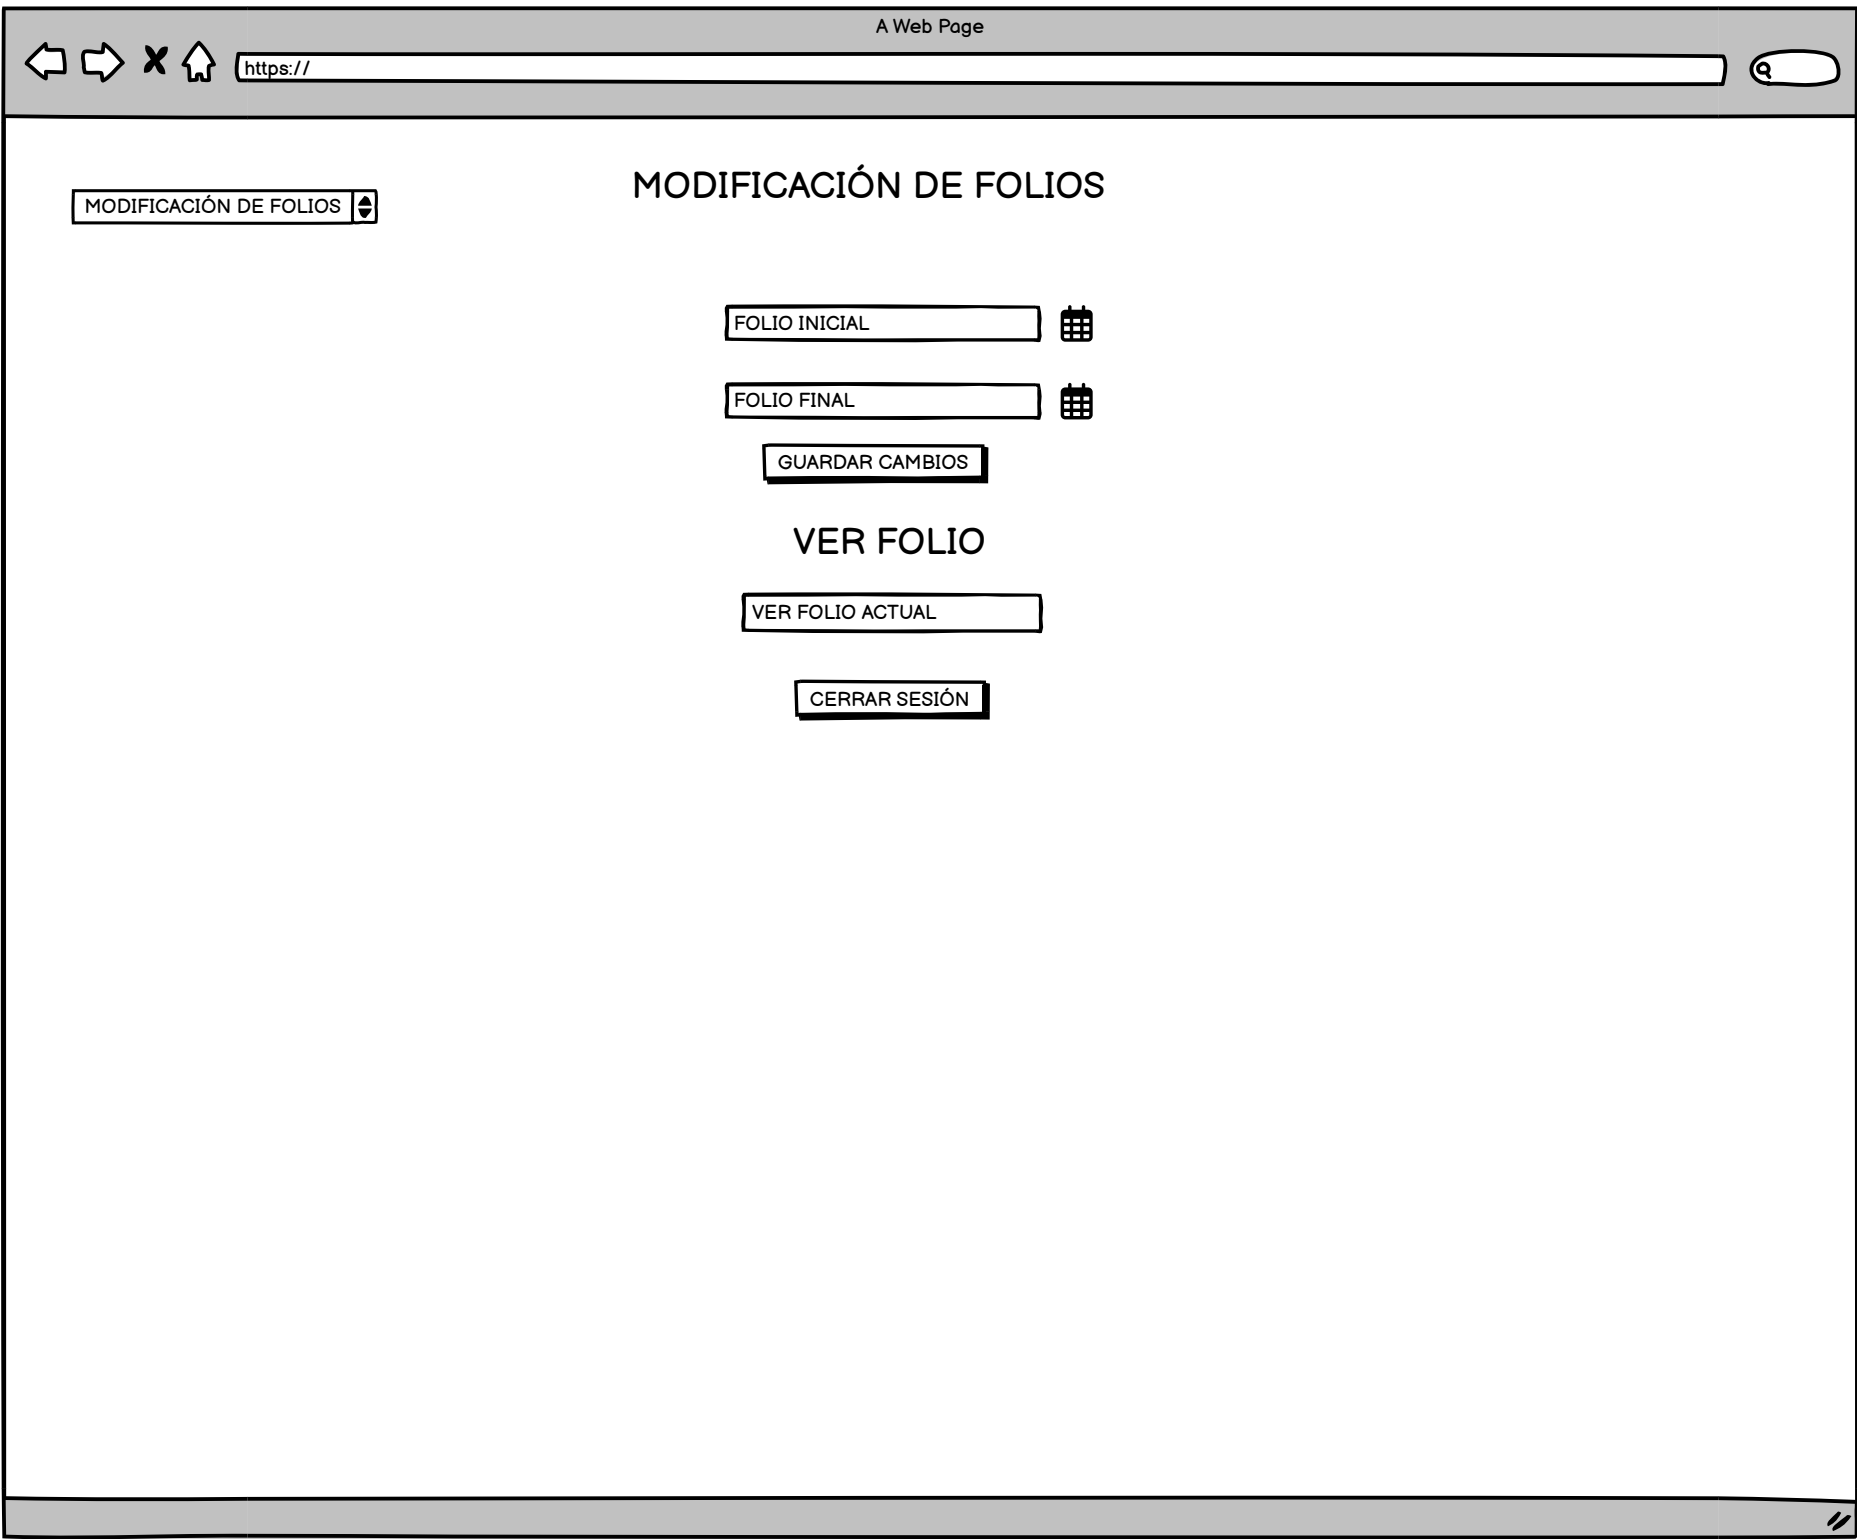 A Web Page
https://
MODIFICACIÓN DE FOLIOS
MODIFICACIÓN DE FOLIOS
FOLIO INICIAL
FOLIO FINAL
GUARDAR CAMBIOS
VER FOLIO
VER FOLIO ACTUAL
CERRAR SESIÓN